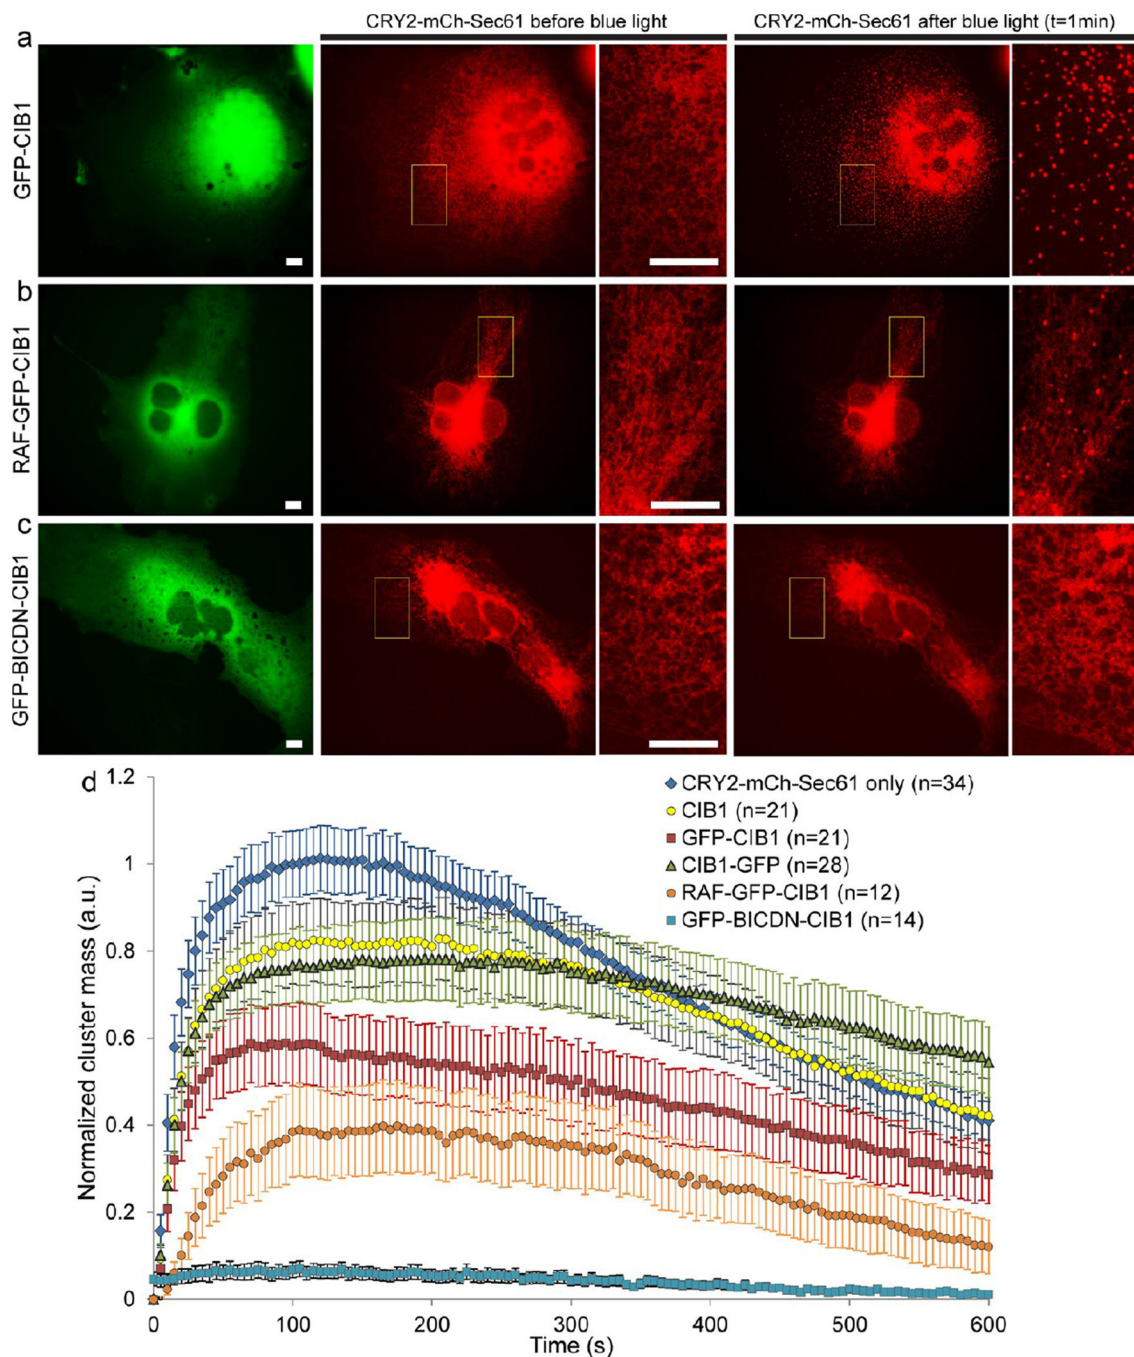 CRY2-mCh-Sec61 before blue light
CRY2-mCh-Sec61 after blue light (t=1min)
a
GFP-CIB1
b
RAF-GFP-CIB1
c
GFP-BICDN-CIB1
d
CRY2-mCh-Sec61 only (n=34)
CIB1 (n=21)
GFP-CIB1 (n=21)
CIB1-GFP (n=28)
RAF-GFP-CIB1 (n=12)
GFP-BICDN-CIB1 (n=14)
Normalized cluster mass (a.u.)
1.2
1
0.8
0.6
0.4
0.2
0
0 100 200 300 400 500 600
Time (s)